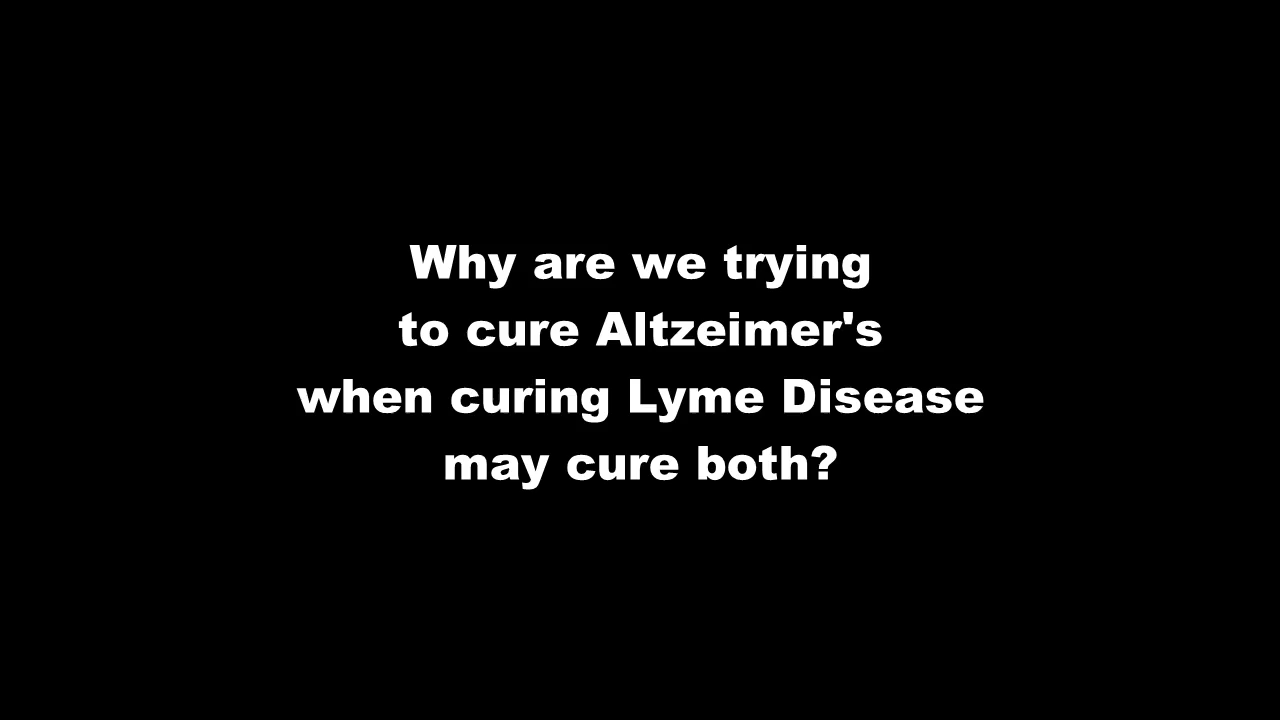 Why are we trying
to cure Altzeimer's
when curing Lyme Disease
may cure both?